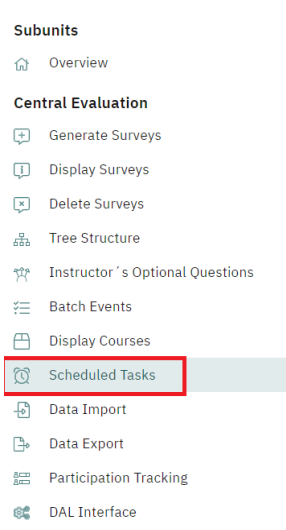 Subunits
Overview
Central Evaluation
Generate Surveys
Display Surveys
Delete Surveys
Tree Structure
Instructor´s Optional Questions
Batch Events
Display Courses
Scheduled Tasks
Data Import
Data Export
Participation Tracking
DAL Interface